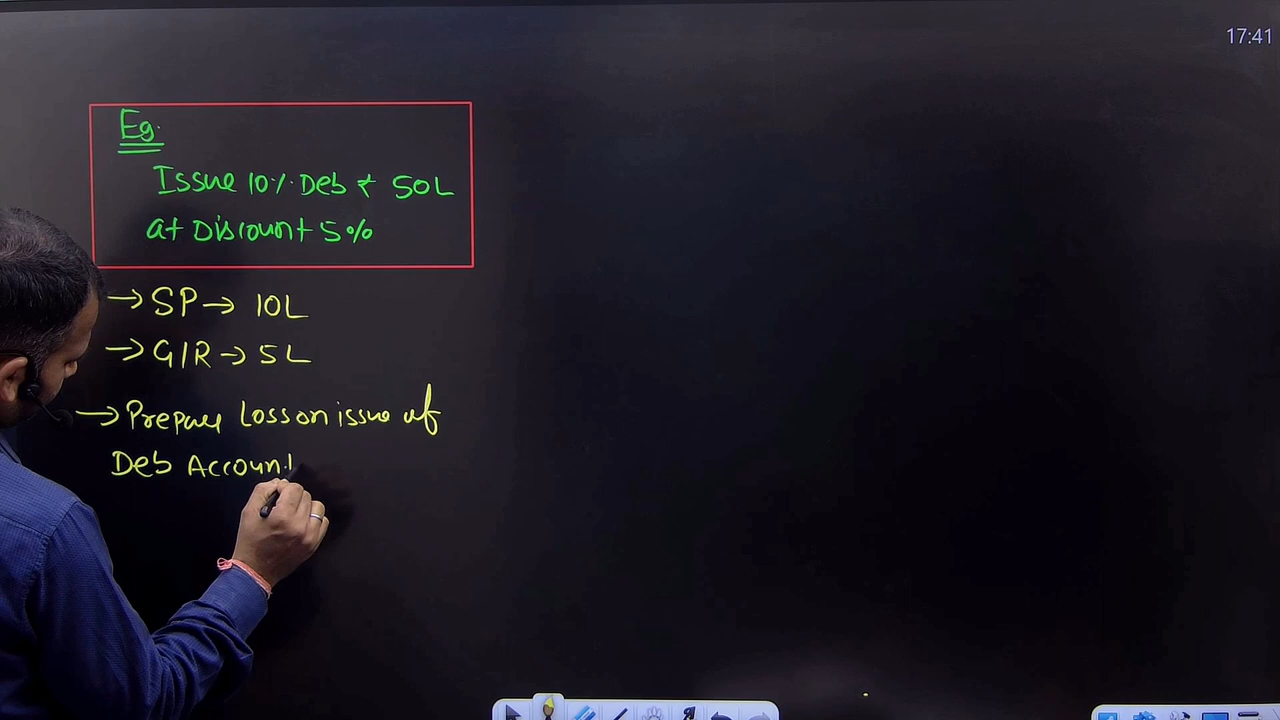 17:41
Eg.
Issue 10% Deb ₹ 50L
at Discount 5%
→ SP → 10L
→ G/R → 5L
→ Prepare Loss on issue of
Deb Account